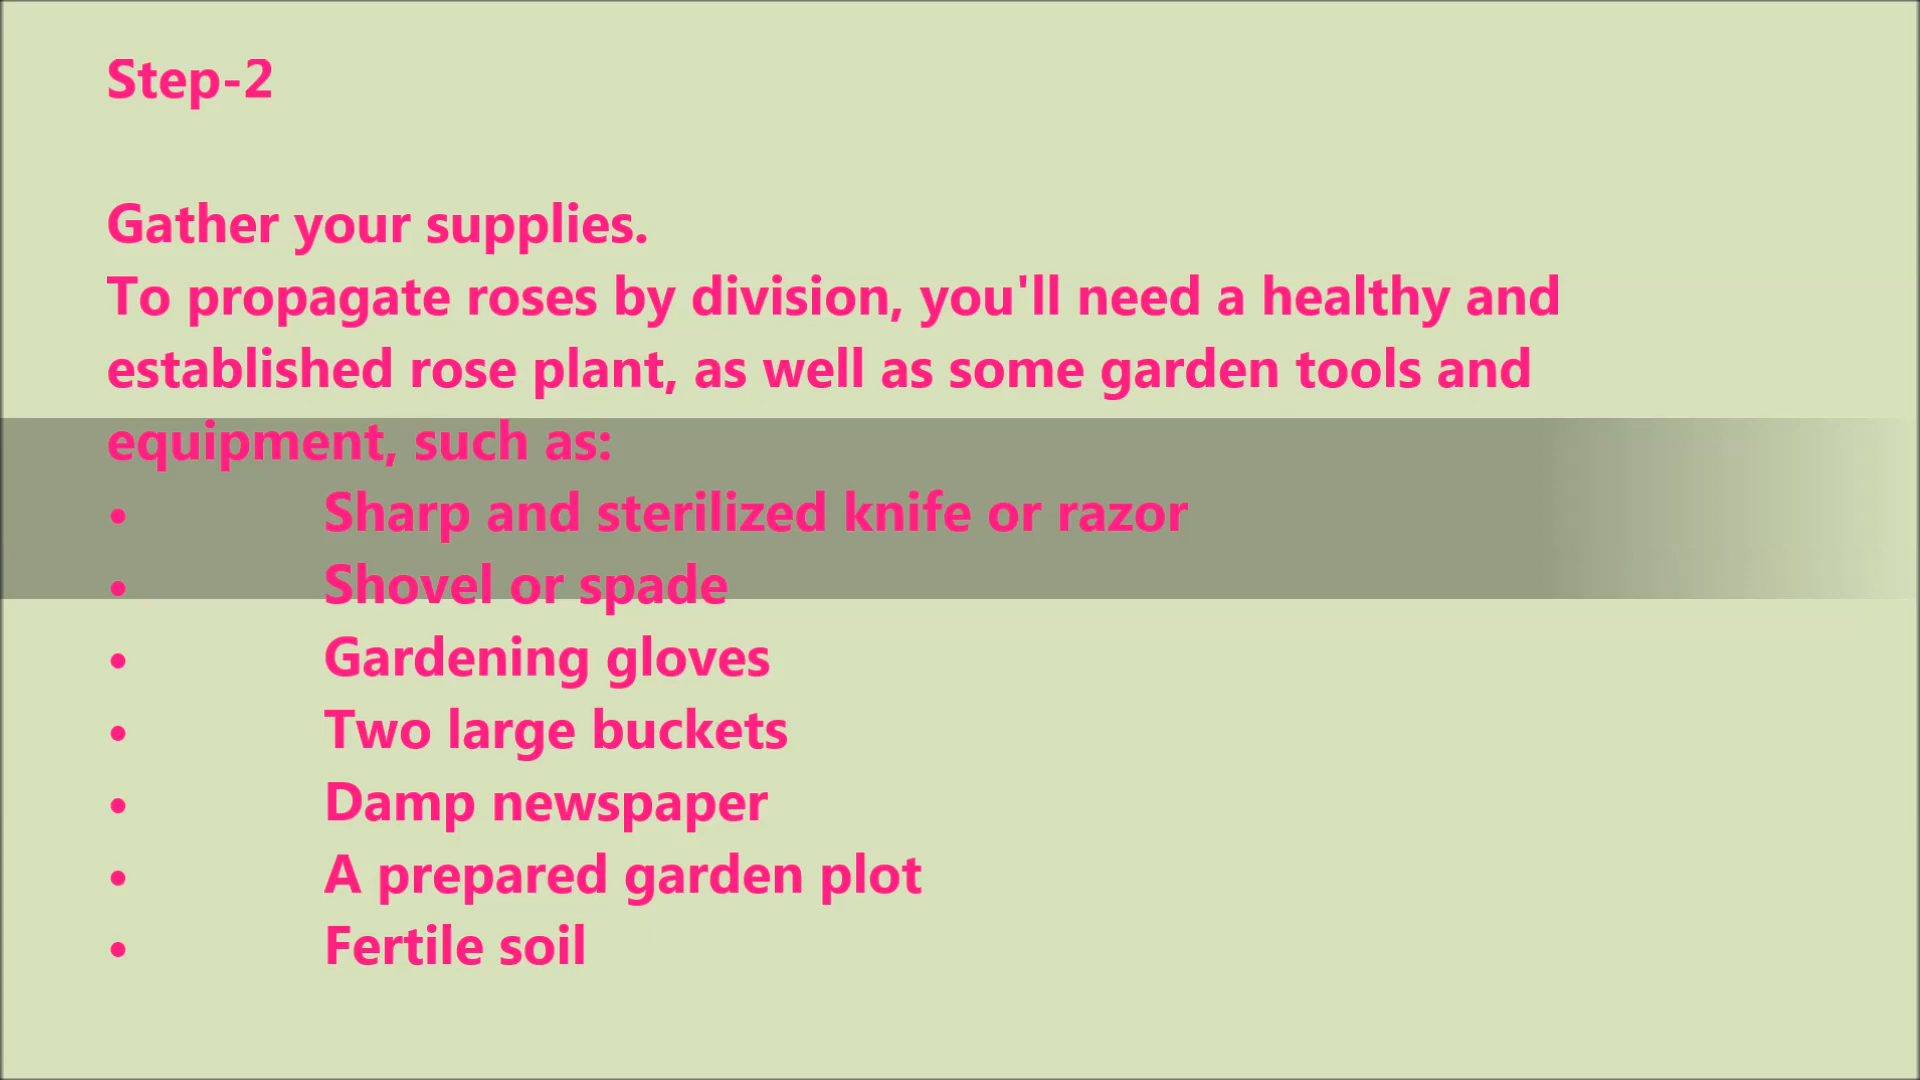 Step-2
Gather your supplies.
To propagate roses by division, you'll need a healthy and
established rose plant, as well as some garden tools and
equipment, such as:
• Sharp and sterilized knife or razor
• Shovel or spade
• Gardening gloves
• Two large buckets
• Damp newspaper
• A prepared garden plot
• Fertile soil